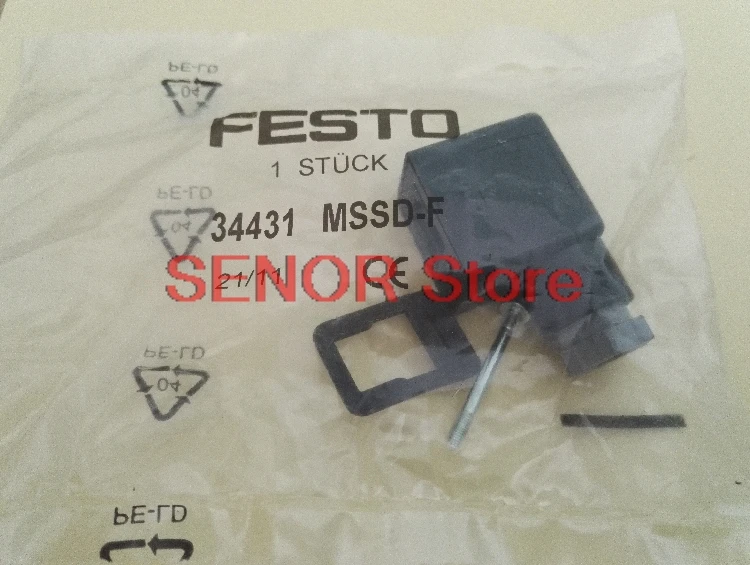 PE-LD
04
FESTO
1 STÜCK
PE-LD
04
34431 MSSD-F
21/11 CE
SENOR Store
PE-LD
04
PE-LD